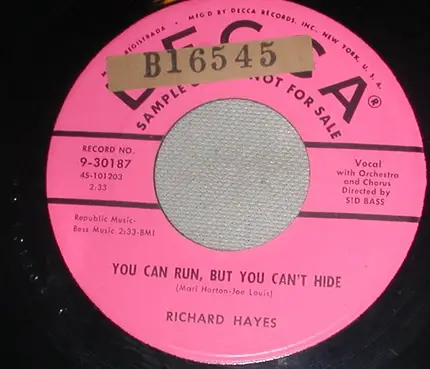 REGISTRADA • MFG'D BY DECCA RECORDS, INC., NEW YORK, U. S. A.
DECCA®
B16545
SAMPLE NOT FOR SALE
RECORD NO.
9-30187
45-101203
2:33
Vocal
with Orchestra
and Chorus
Directed by
SID BASS
Republic Music-
Bess Music 2:33-BMI
YOU CAN RUN, BUT YOU CAN'T HIDE
(Mari Horton-Joe Louis)
RICHARD HAYES